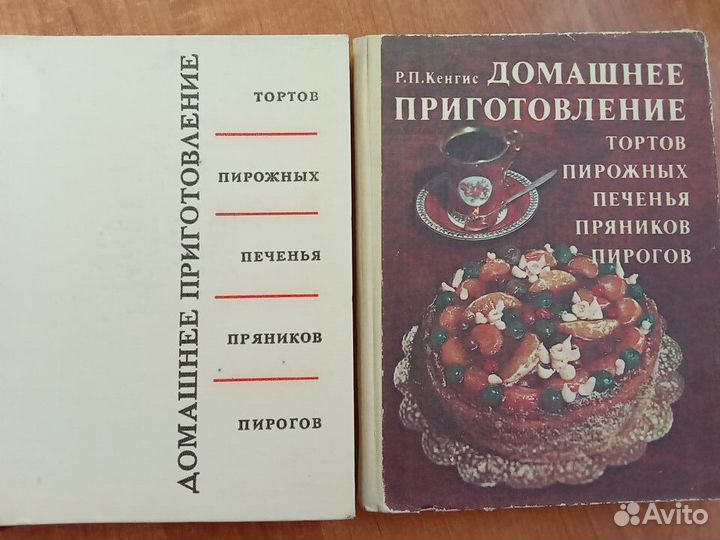 ДОМАШНЕЕ ПРИГОТОВЛЕНИЕ
ТОРТОВ
ПИРОЖНЫХ
ПЕЧЕНЬЯ
ПРЯНИКОВ
ПИРОГОВ
Р.П.Кенгис ДОМАШНЕЕ
ПРИГОТОВЛЕНИЕ
ТОРТОВ
ПИРОЖНЫХ
ПЕЧЕНЬЯ
ПРЯНИКОВ
ПИРОГОВ
Avito